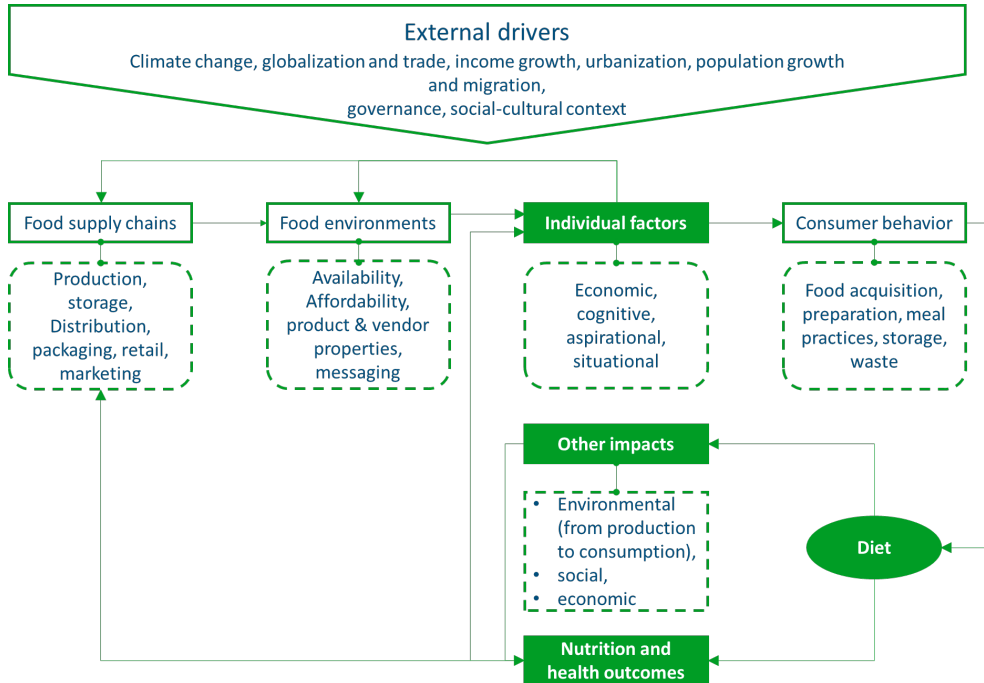 External drivers
Climate change, globalization and trade, income growth, urbanization, population growth
and migration,
governance, social-cultural context
Food supply chains
Food environments
Individual factors
Consumer behavior
Production,
storage,
Distribution,
packaging, retail,
marketing
Availability,
Affordability,
product & vendor
properties,
messaging
Economic,
cognitive,
aspirational,
situational
Food acquisition,
preparation, meal
practices, storage,
waste
Other impacts
• Environmental
(from production
to consumption),
• social,
• economic
Diet
Nutrition and
health outcomes